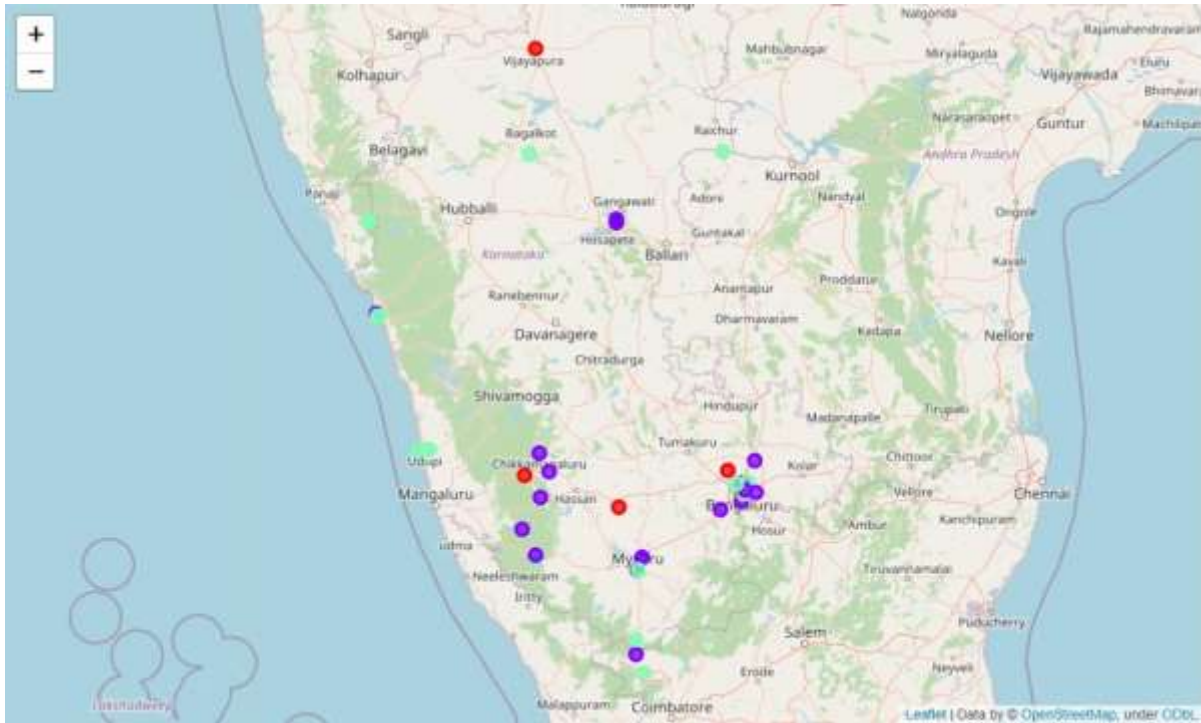 +
−
Sangli
Nalgonda
Rajamahendravaram
Mahbubnagar
Miryalaguda
Eluru
Vijayapura
Kolhapur
Vijayawada
Bhimavara
Narasaraopet
Guntur
Machilipat
Bagalkot
Raichur
Belagavi
Andhra Pradesh
Kurnool
Panaji
Adoni
Nandyal
Gangawati
Hubballi
Ongole
Hosapete
Guntakal
Ballari
Karnataka
Kavali
Proddatur
Ranebennur
Anantapur
Dharmavaram
Davanagere
Kadapa
Nellore
Chitradurga
Shivamogga
Hindupur
Madanapalle
Tirupati
Tumakuru
Udupi
Kolar
Chittoor
Mangaluru
Hassan
Vellore
Chennai
Kanchipuram
Hosur
Ambur
Tiruvannamalai
Neeleshwaram
Iritty
Puducherry
Salem
Erode
Neyveli
Lakshadweep
Malappuram
Coimbatore
Leaflet | Data by © OpenStreetMap, under ODbL